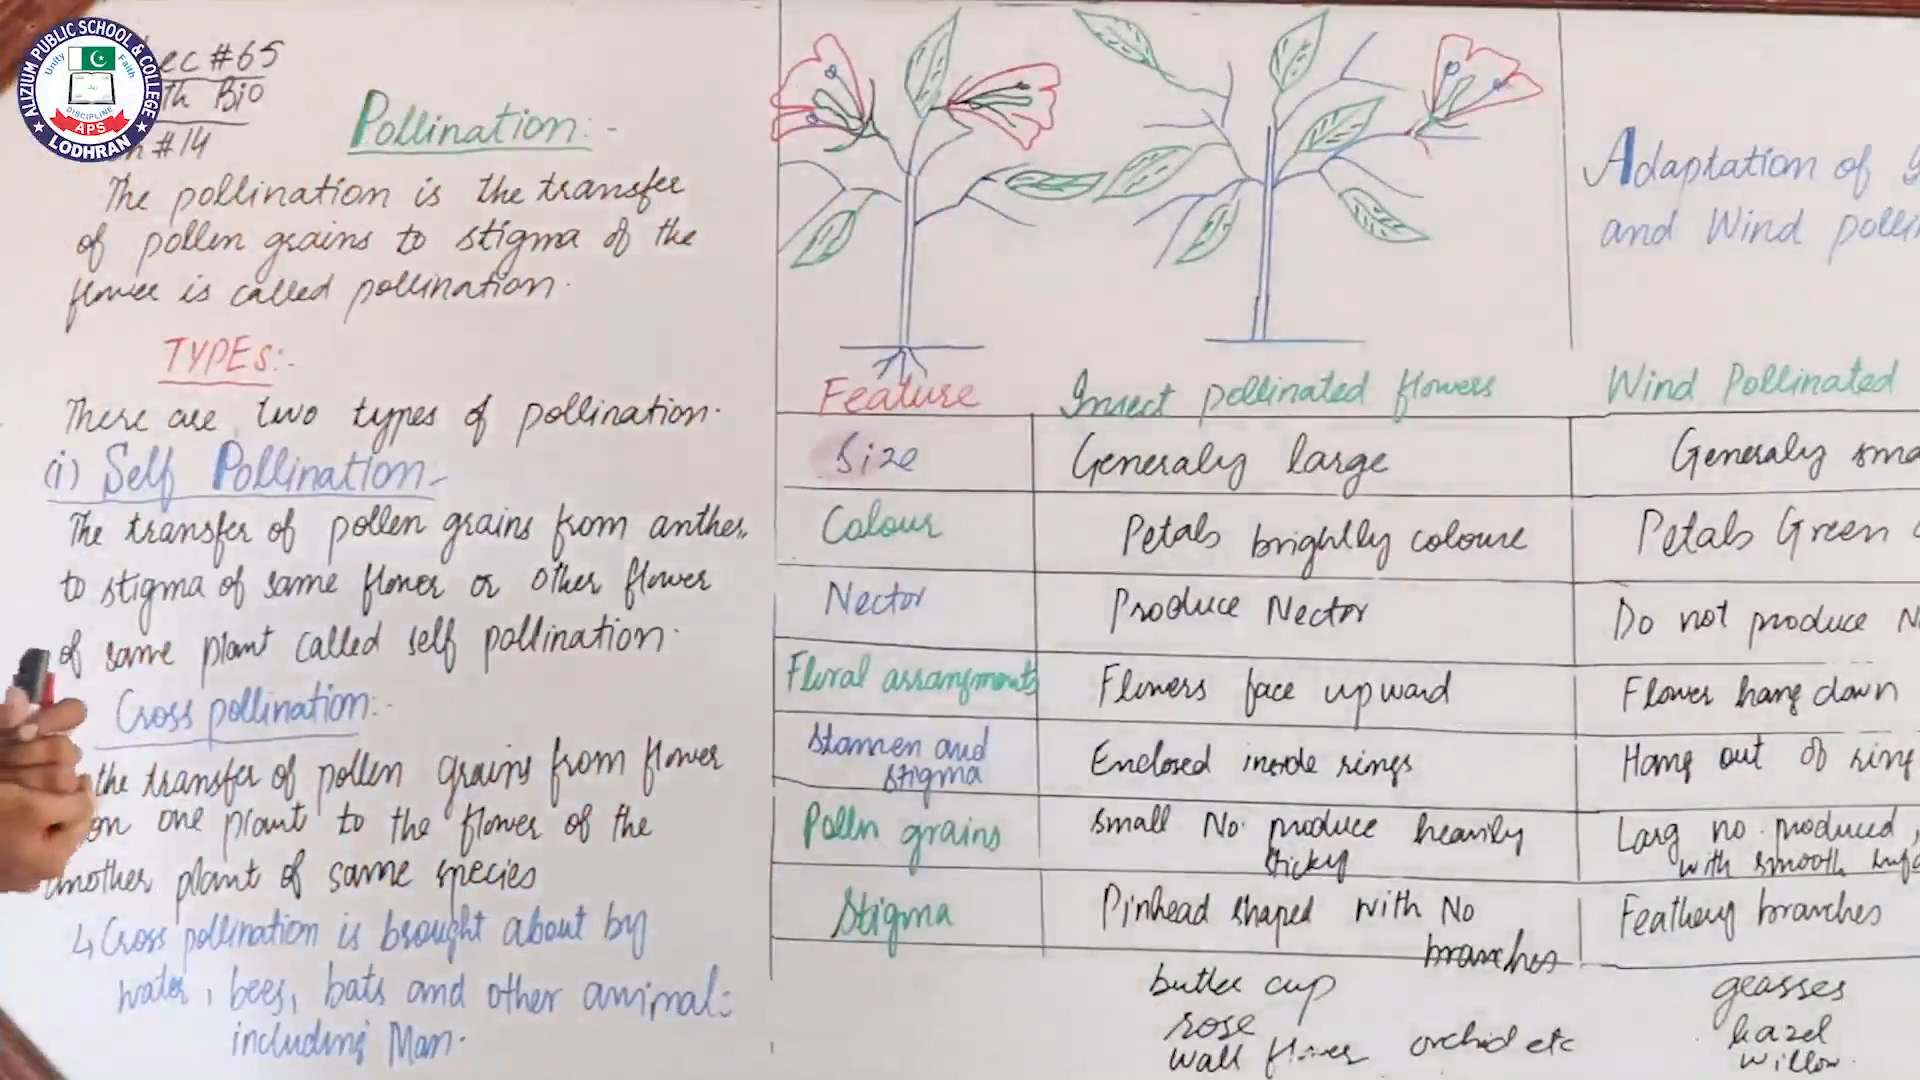 ALIZIUM PUBLIC SCHOOL & COLLEGE
Unity
Faith
DISCIPLINE
APS
LODHRAN
ec #65
th Bio
#14
Pollination:-
The pollination is the transfer
of pollen grains to stigma of the
flower is called pollination.
TYPES:-
There are two types of pollination.
(i) Self Pollination-
The transfer of pollen grains from anther
to stigma of same flower or other flower
of same plant called self pollination.
Cross pollination:-
the transfer of pollen grains from flower
on one plant to the flower of the
another plant of same species
↳ Cross pollination is brought about by
water, bees, bats and other animal
including Man.
Adaptation of
and Wind polli
Feature Insect pollinated flowers Wind Pollinated
Size Generaly large Generaly sma
Colour Petals brightly coloure Petals Green
Nector Produce Nector Do not produce N
Floral arrangments Flowers face upward Flower hang down
Stamen and
stigma Enclosed inside rings Hang out of ring
Polln grains small No. produce heavily
sticky Larg no. produced,
with smooth
Stigma Pinhead shaped with No
branches Feathery branches
butter cup
rose
wall flower orchid etc
grasses
hazel
willow.